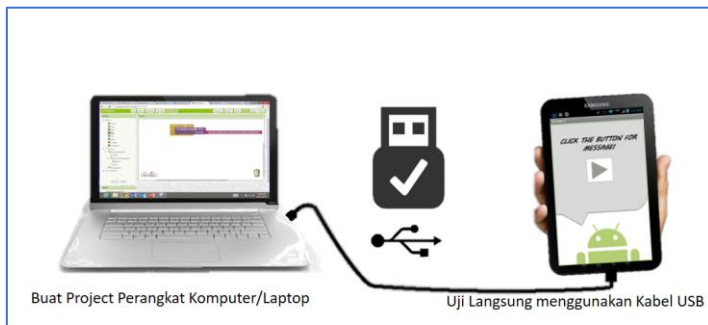 SAMSUNG
CLICK THE BUTTON FOR
MESSAGE!
Buat Project Perangkat Komputer/Laptop
Uji Langsung menggunakan Kabel USB